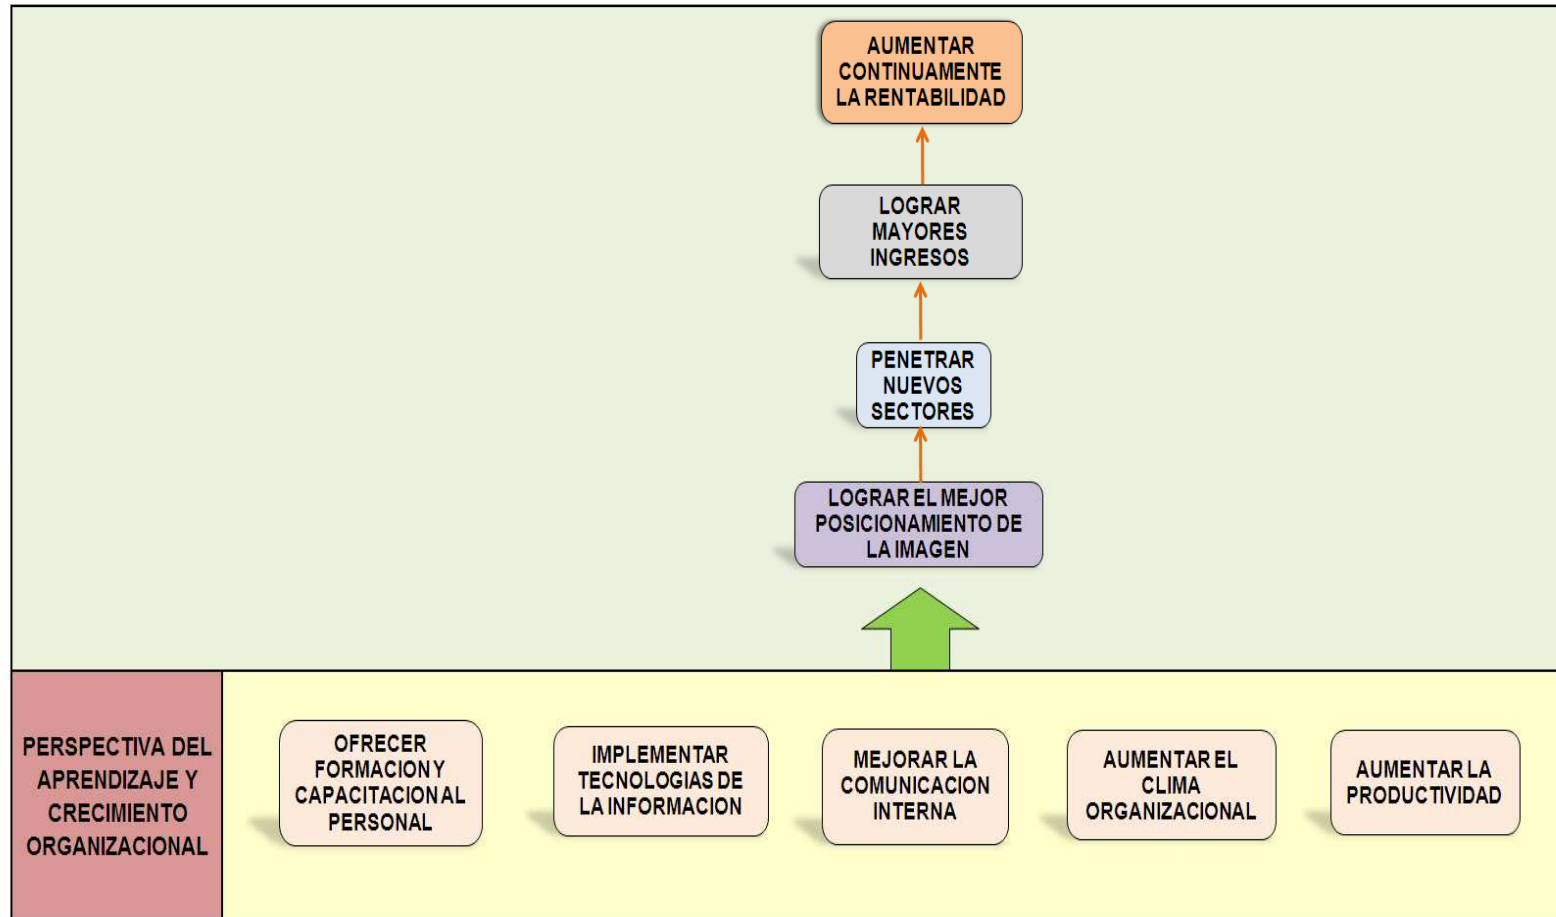 AUMENTAR
CONTINUAMENTE
LA RENTABILIDAD
LOGRAR
MAYORES
INGRESOS
PENETRAR
NUEVOS
SECTORES
LOGRAR EL MEJOR
POSICIONAMIENTO DE
LA IMAGEN
PERSPECTIVA DEL
APRENDIZAJE Y
CRECIMIENTO
ORGANIZACIONAL
OFRECER
FORMACION Y
CAPACITACION AL
PERSONAL
IMPLEMENTAR
TECNOLOGIAS DE
LA INFORMACION
MEJORAR LA
COMUNICACION
INTERNA
AUMENTAR EL
CLIMA
ORGANIZACIONAL
AUMENTAR LA
PRODUCTIVIDAD